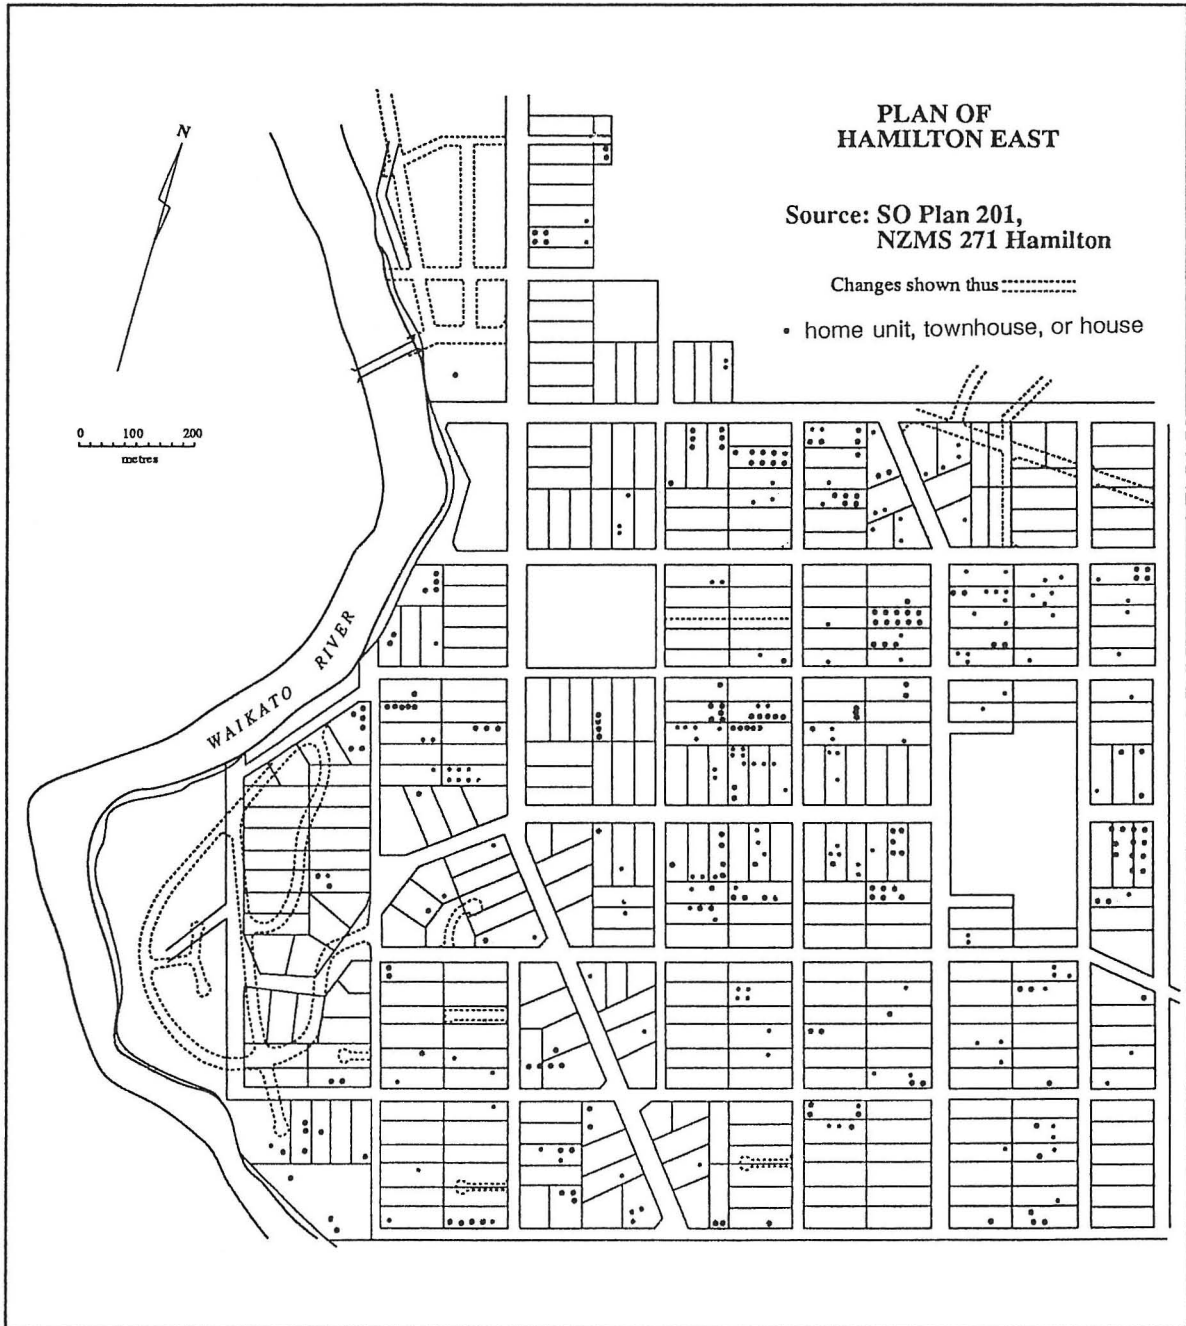 PLAN OF
HAMILTON EAST
Source: SO Plan 201,
NZMS 271 Hamilton
Changes shown thus
• home unit, townhouse, or house
N
0 100 200
metres
WAIKATO RIVER